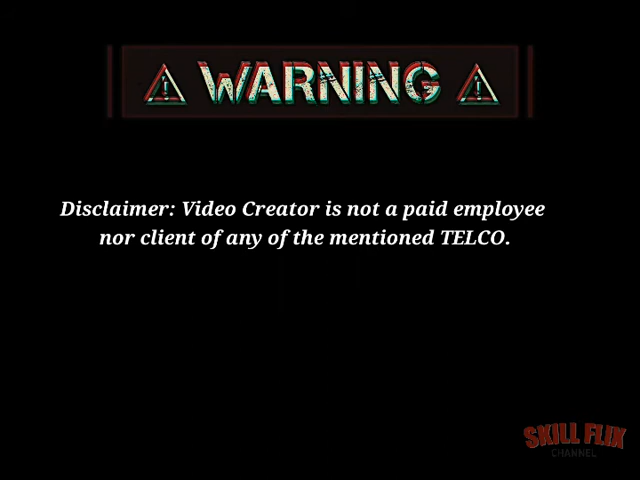 WARNING
Disclaimer: Video Creator is not a paid employee
nor client of any of the mentioned TELCO.
SKILL FLIX
CHANNEL